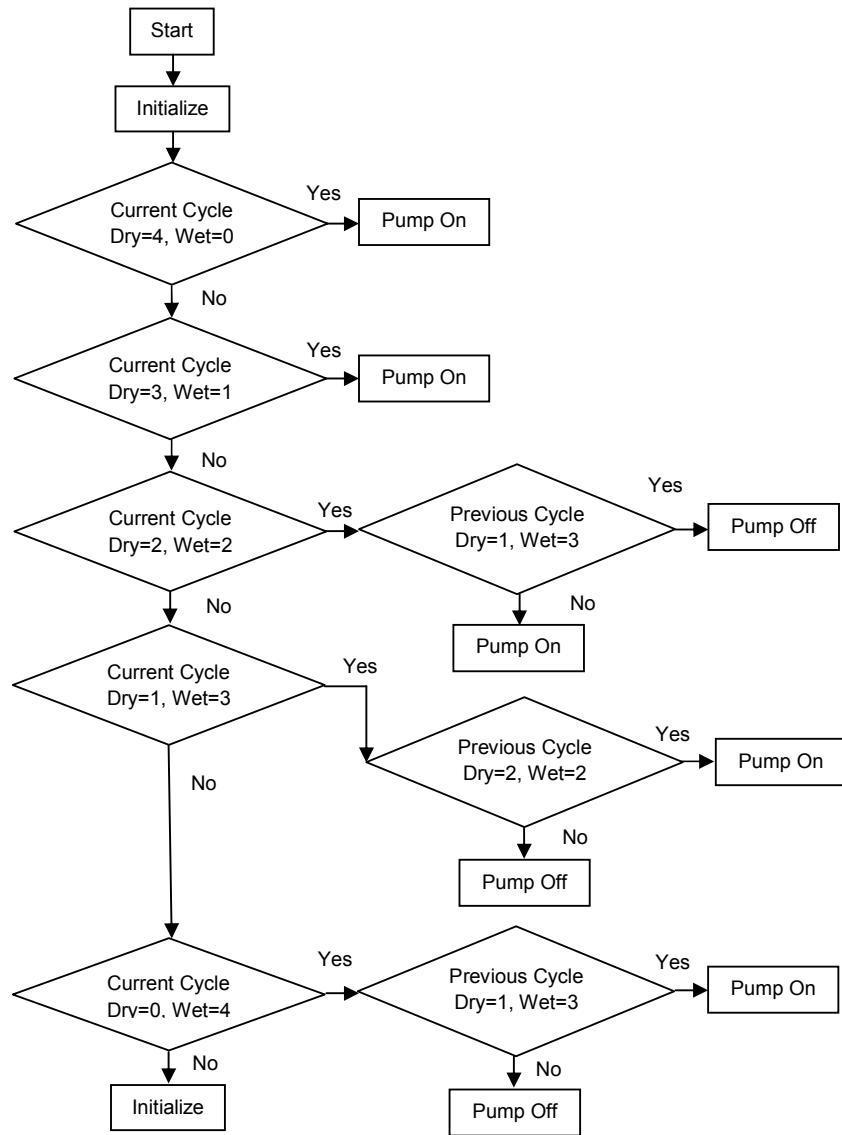 Start
Initialize
Yes
Current Cycle
Dry=4, Wet=0
Pump On
No
Yes
Current Cycle
Dry=3, Wet=1
Pump On
No
Yes
Yes
Current Cycle
Dry=2, Wet=2
Previous Cycle
Dry=1, Wet=3
Pump Off
No
No
Pump On
Yes
Current Cycle
Dry=1, Wet=3
Yes
Previous Cycle
Dry=2, Wet=2
Pump On
No
No
Pump Off
Yes
Yes
Current Cycle
Dry=0, Wet=4
Previous Cycle
Dry=1, Wet=3
Pump On
No
No
Initialize
Pump Off